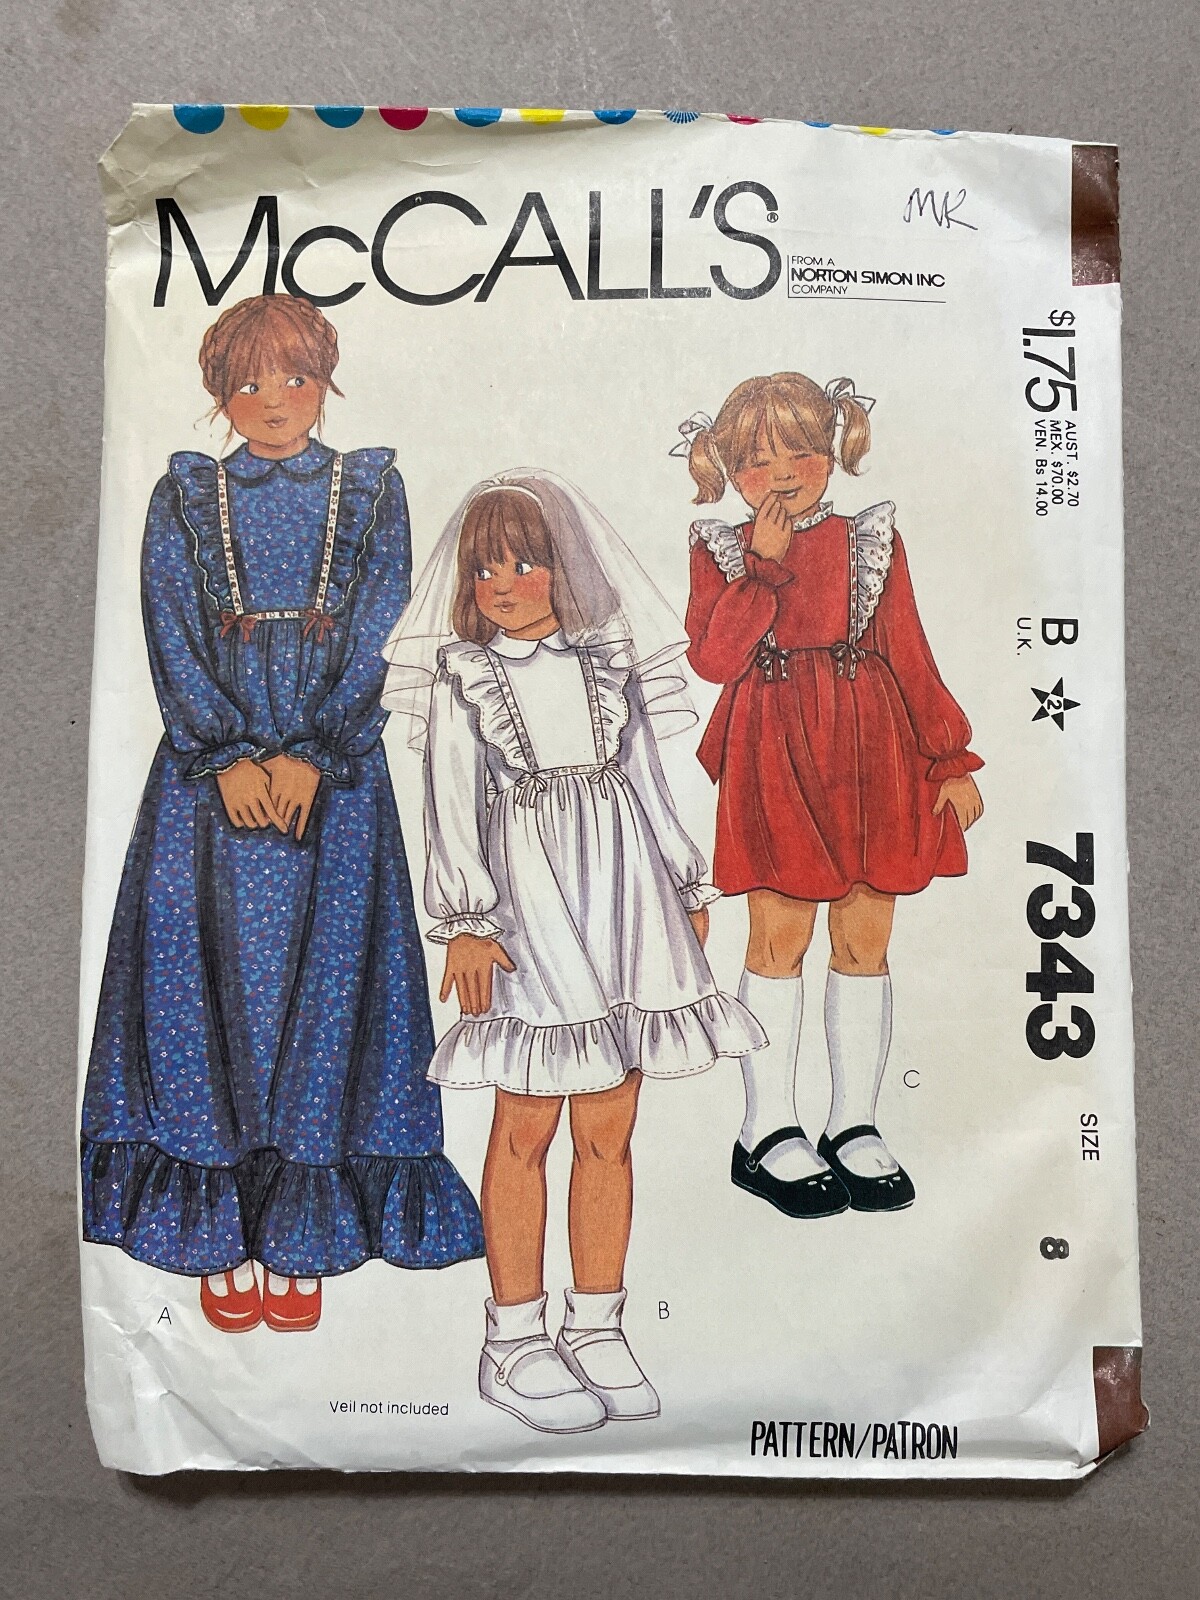 McCALL'S®
MK
FROM A
NORTON SIMON INC
COMPANY
$1.75
AUST. $2.70
MEX. $70.00
VEN. Bs 14.00
B
U.K.
2
7343
SIZE
8
A
B
C
Veil not included
PATTERN/PATRON